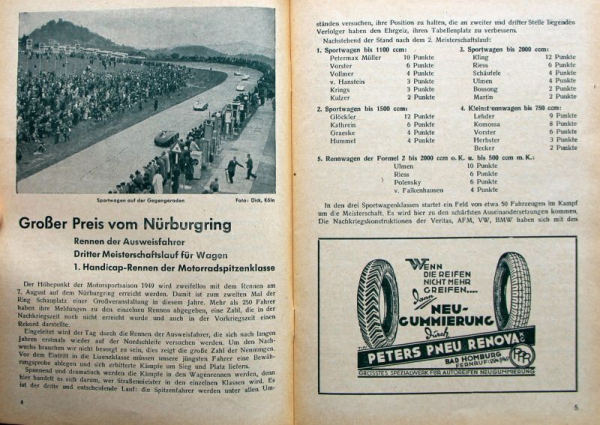 Sportwagen auf der Gegengeraden
Foto: Dick, Köln
Großer Preis vom Nürburgring
Rennen der Ausweisfahrer
Dritter Meisterschaftslauf für Wagen
1. Handicap-Rennen der Motorradspitzenklasse
Der Höhepunkt der Motorsportsaison 1949 wird zweifellos mit dem Rennen am
7. August auf dem Nürburgring erreicht werden. Damit ist zum zweiten Mal der
Ring Schauplatz einer Großveranstaltung in diesem Jahre. Mehr als 250 Fahrer
haben ihre Meldungen zu den einzelnen Rennen abgegeben, eine Zahl, die in der
Nachkriegszeit noch nicht erreicht wurde und auch in der Vorkriegszeit einen
Rekord darstelle.
Eingeleitet wird der Tag durch die Rennen der Ausweisfahrer, die sich nach langen
Jahren erstmals wieder auf der Nordschleife versuchen werden. Um den Nach-
wuchs brauchen wir nicht besorgt zu sein, dies zeigt die große Zahl der Nennungen.
Vor dem Eintritt in die Lizenzklasse müssen unsere jüngsten Fahrer eine Bewäh-
rungsprobe ablegen und sich erbitterte Kämpfe um Sieg und Platz liefern.
Spannend und dramatisch werden die Kämpfe in den Wagenrennen werden, denn
hier handelt es sich darum, wer Straßenmeister in den einzelnen Klassen wird. Es
ist der dritte und entscheidende Lauf: die Spitzenfahrer werden unter allen Um-
4
ständen versuchen, ihre Position zu halten, die an zweiter und dritter Stelle liegenden
Verfolger haben den Ehrgeiz, ihren Tabellenplatz zu verbessern.
Nachstehend der Stand nach dem 2. Meisterschaftslauf:
1. Sportwagen bis 1100 ccm:
Petermax Müller 10 Punkte
Vorster 6 Punkte
Vollmer 4 Punkte
v. Hanstein 3 Punkte
Krings 3 Punkte
Kulzer 2 Punkte
2. Sportwagen bis 1500 ccm:
Glöckler 12 Punkte
Kathrein 6 Punkte
Graeske 4 Punkte
Hummel 4 Punkte
3. Sportwagen bis 2000 ccm:
Kling 12 Punkte
Riess 6 Punkte
Schäufele 4 Punkte
Ulmen 4 Punkte
Bossong 2 Punkte
Martin 2 Punkte
4. Kleinstrennwagen bis 750 ccm:
Lehder 9 Punkte
Komossa 8 Punkte
Vorster 6 Punkte
Herbster 3 Punkte
Becker 2 Punkte
5. Rennwagen der Formel 2 bis 2000 ccm o. K. u. bis 500 ccm m. K.:
Ulmen 10 Punkte
Riess 6 Punkte
Polensky 6 Punkte
v. Falkenhausen 4 Punkte
In den drei Sportwagenklassen startet ein Feld von etwa 50 Fahrzeugen im Kampf
um die Meisterschaft. Es wird hier zu den schärfsten Auseinandersetzungen kommen.
Die Nachkriegskonstruktionen der Veritas, AFM, VW, BMW haben sich mit den
WENN
DIE REIFEN
NICHT MEHR
GREIFEN....
Dann
NEU-
GUMMIERUNG
Durch
PETERS PNEU RENOVA
BAD HOMBURG
PPR
GRÖSSTES SPEZIALWERK FÜR AUTOREIFEN NEUGUMMIERUNG
5